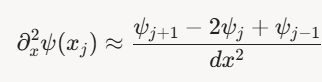 ∂²ₓψ(xⱼ) ≈ (ψⱼ₊₁ − 2ψⱼ + ψⱼ₋₁) / dx²